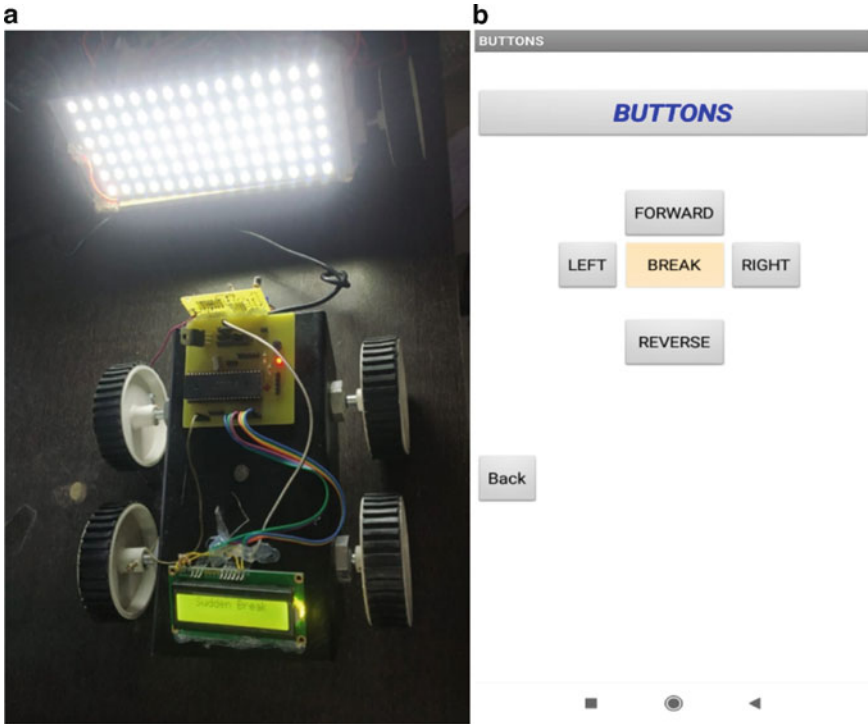 a
b
BUTTONS
BUTTONS
FORWARD
LEFT BREAK RIGHT
REVERSE
Back
Sudden Break